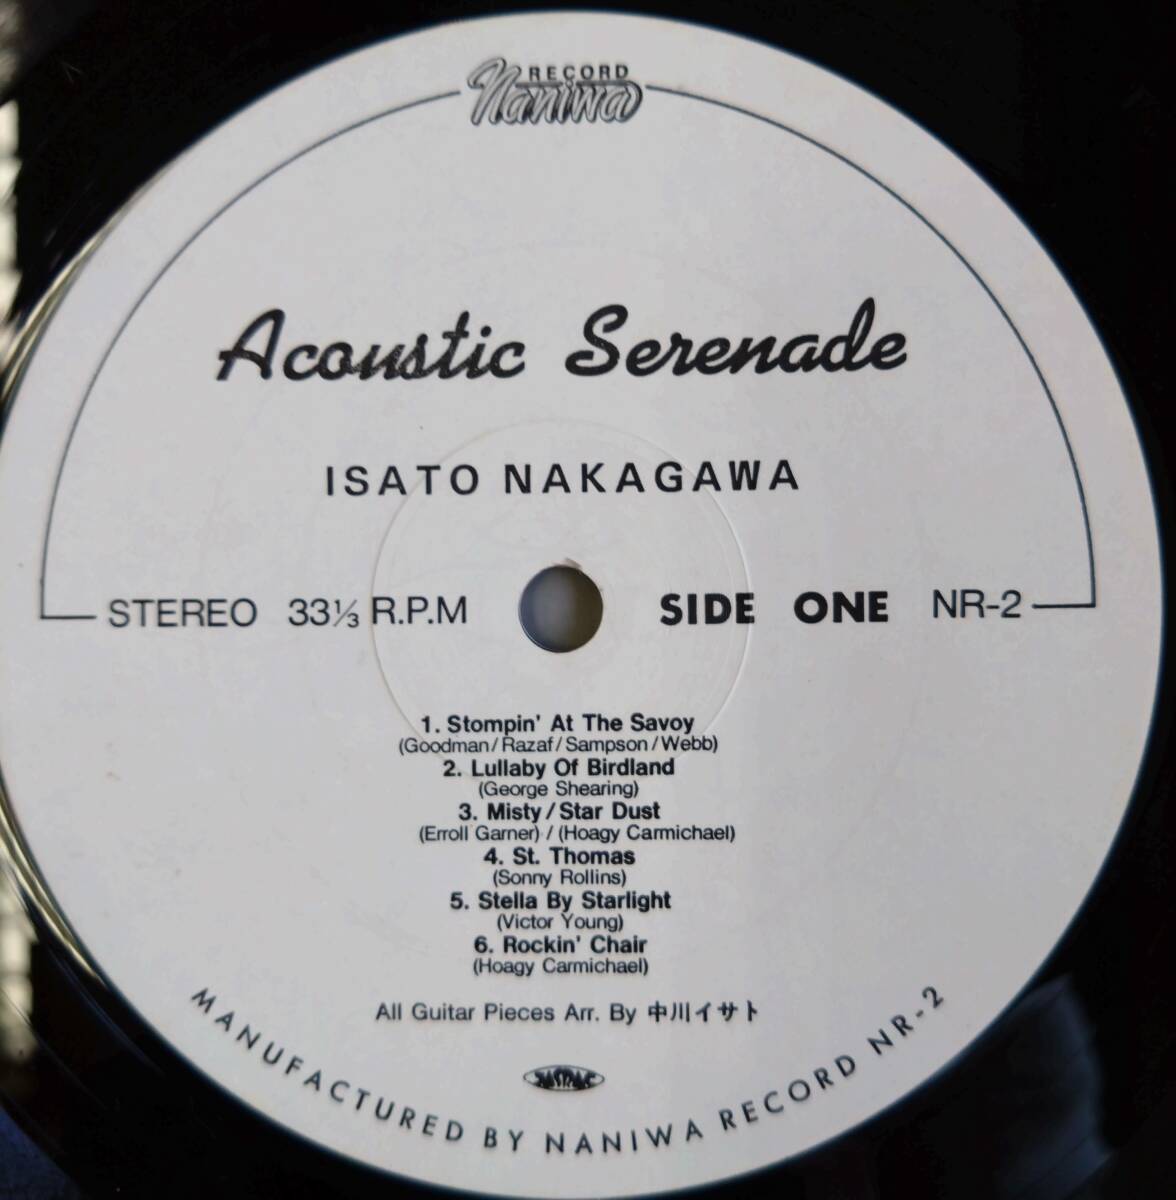 RECORD
Naniwa
Acoustic Serenade
ISATO NAKAGAWA
STEREO 33⅓ R.P.M SIDE ONE NR-2
1. Stompin' At The Savoy
(Goodman/Razaf/Sampson/Webb)
2. Lullaby Of Birdland
(George Shearing)
3. Misty/Star Dust
(Erroll Garner) / (Hoagy Carmichael)
4. St. Thomas
(Sonny Rollins)
5. Stella By Starlight
(Victor Young)
6. Rockin' Chair
(Hoagy Carmichael)
All Guitar Pieces Arr. By 中川イサト
JASRAC
MANUFACTURED BY NANIWA RECORD NR-2